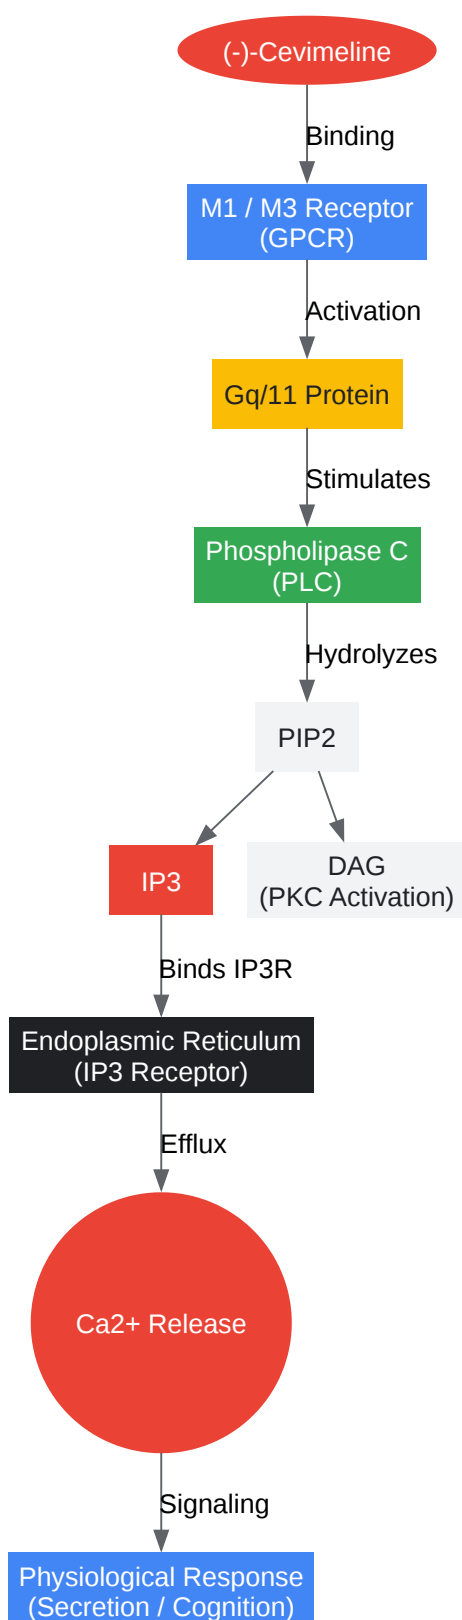 (-)-Cevimeline
Binding
M1 / M3 Receptor
(GPCR)
Activation
Gq/11 Protein
Stimulates
Phospholipase C
(PLC)
Hydrolyzes
PIP2
IP3
DAG
(PKC Activation)
Binds IP3R
Endoplasmic Reticulum
(IP3 Receptor)
Efflux
Ca2+ Release
Signaling
Physiological Response
(Secretion / Cognition)